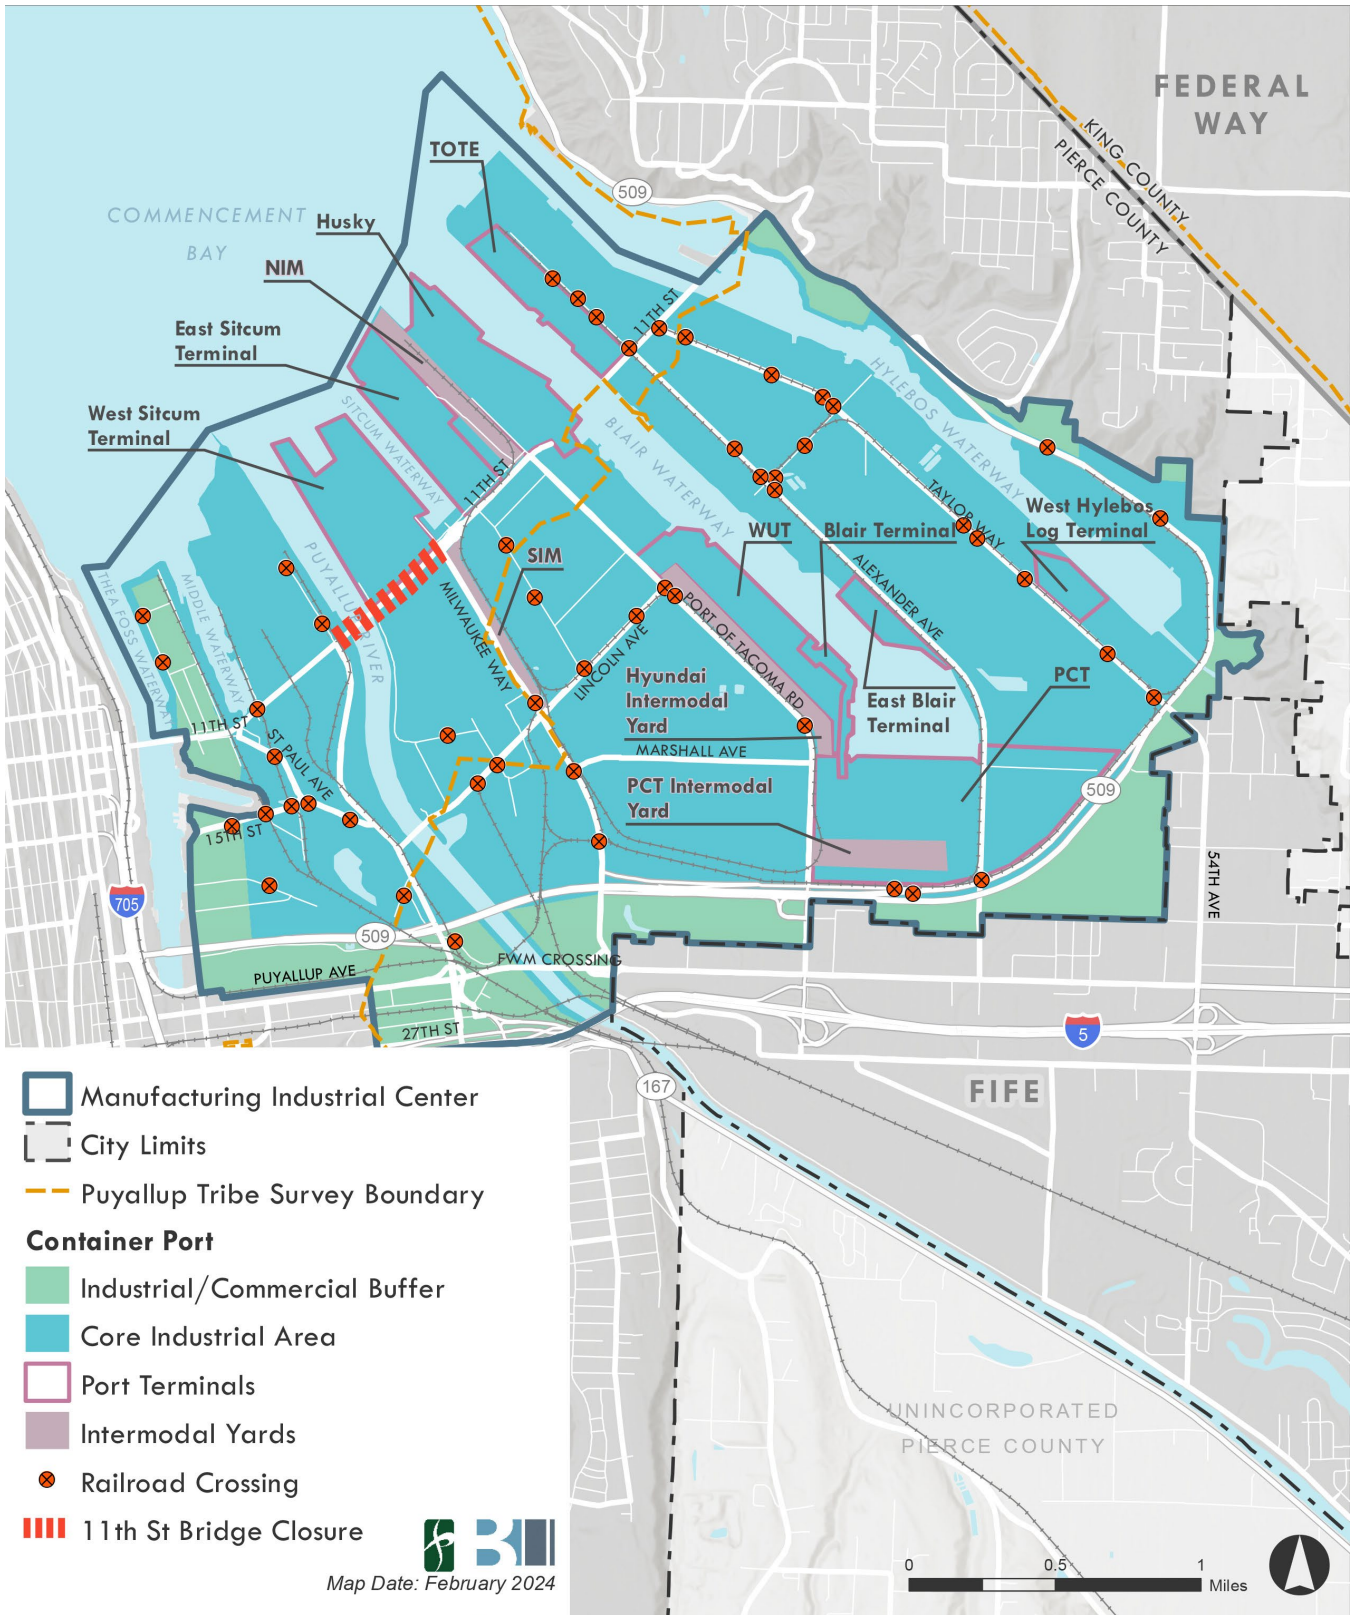 FEDERAL
WAY
KING COUNTY
PIERCE COUNTY
TOTE
509
COMMENCEMENT
BAY
Husky
NIM
11TH ST
East Sitcum
Terminal
HYLEBOS WATERWAY
SITCUM WATERWAY
West Sitcum
Terminal
BLAIR WATERWAY
11TH ST
TAYLOR WAY
West Hylebos
Log Terminal
WUT
Blair Terminal
SIM
PUYALLUP RIVER
ALEXANDER AVE
THEA FOSS WATERWAY
MIDDLE WATERWAY
MILWAUKEE WAY
PORT OF TACOMA RD
LINCOLN AVE
Hyundai
Intermodal
Yard
PCT
East Blair
Terminal
11TH ST
ST PAUL AVE
MARSHALL AVE
PCT Intermodal
Yard
509
15TH ST
54TH AVE
705
509
FWM CROSSING
PUYALLUP AVE
27TH ST
5
167
FIFE
Manufacturing Industrial Center
City Limits
Puyallup Tribe Survey Boundary
Container Port
Industrial/Commercial Buffer
Core Industrial Area
Port Terminals
Intermodal Yards
Railroad Crossing
11th St Bridge Closure
UNINCORPORATED
PIERCE COUNTY
Map Date: February 2024
0 0.5 1
Miles